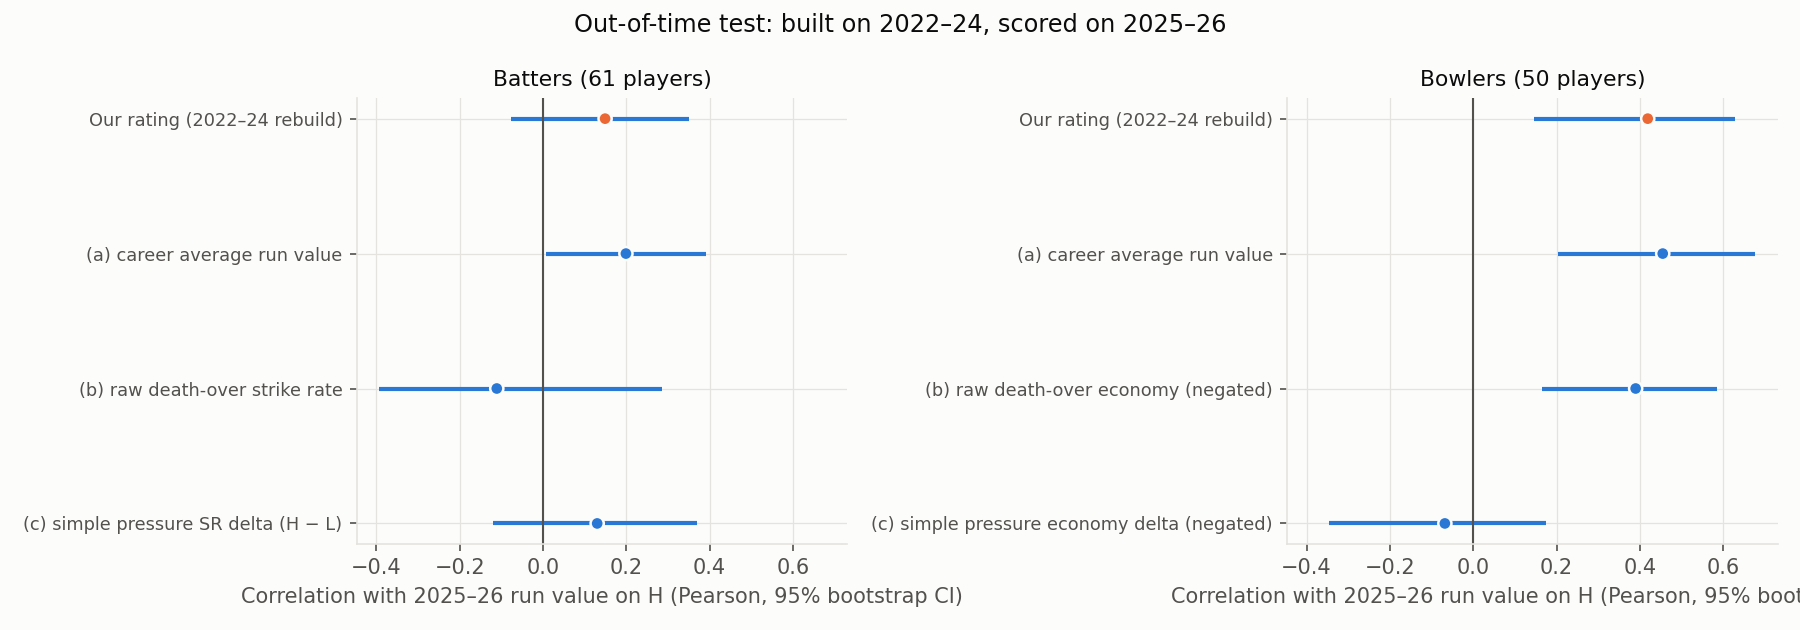 Out-of-time test: built on 2022–24, scored on 2025–26
Batters (61 players)
Our rating (2022–24 rebuild)
(a) career average run value
(b) raw death-over strike rate
(c) simple pressure SR delta (H − L)
−0.4 −0.2 0.0 0.2 0.4 0.6
Correlation with 2025–26 run value on H (Pearson, 95% bootstrap CI)
Bowlers (50 players)
Our rating (2022–24 rebuild)
(a) career average run value
(b) raw death-over economy (negated)
(c) simple pressure economy delta (negated)
−0.4 −0.2 0.0 0.2 0.4 0.6
Correlation with 2025–26 run value on H (Pearson, 95% boot